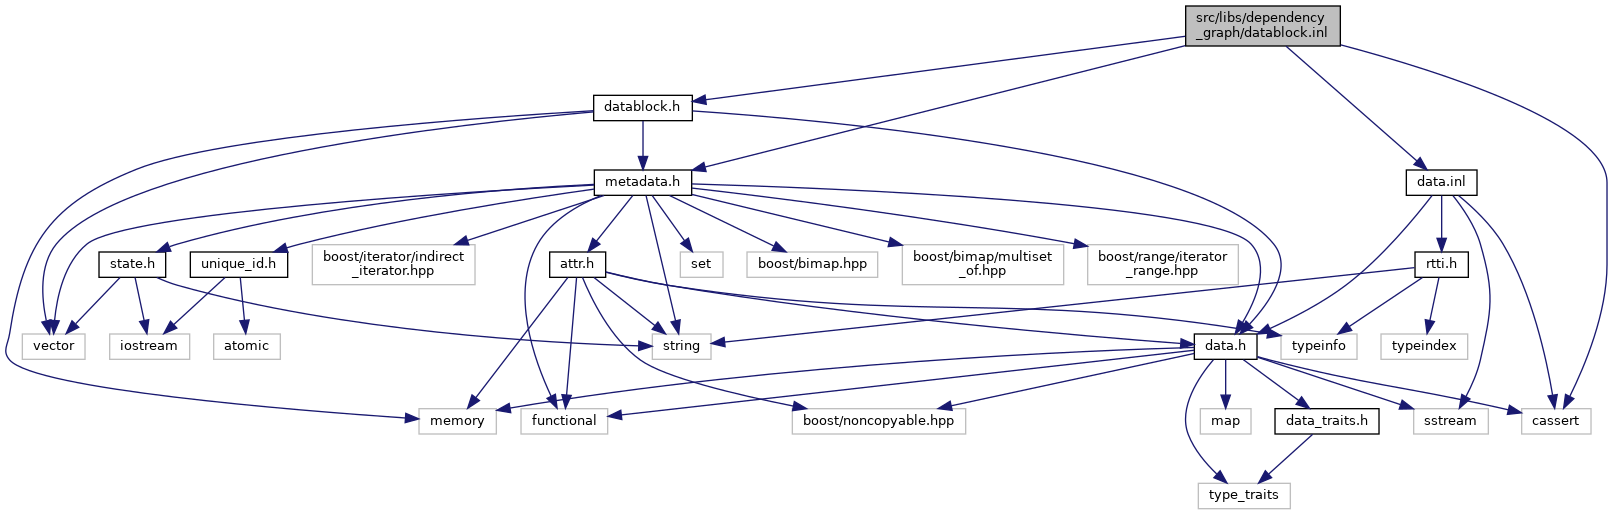 src/libs/dependency
_graph/datablock.inl
datablock.h
metadata.h
data.inl
state.h
unique_id.h
boost/iterator/indirect
_iterator.hpp
attr.h
set
boost/bimap.hpp
boost/bimap/multiset
_of.hpp
boost/range/iterator
_range.hpp
rtti.h
vector
iostream
atomic
string
data.h
typeinfo
typeindex
memory
functional
boost/noncopyable.hpp
map
data_traits.h
sstream
cassert
type_traits